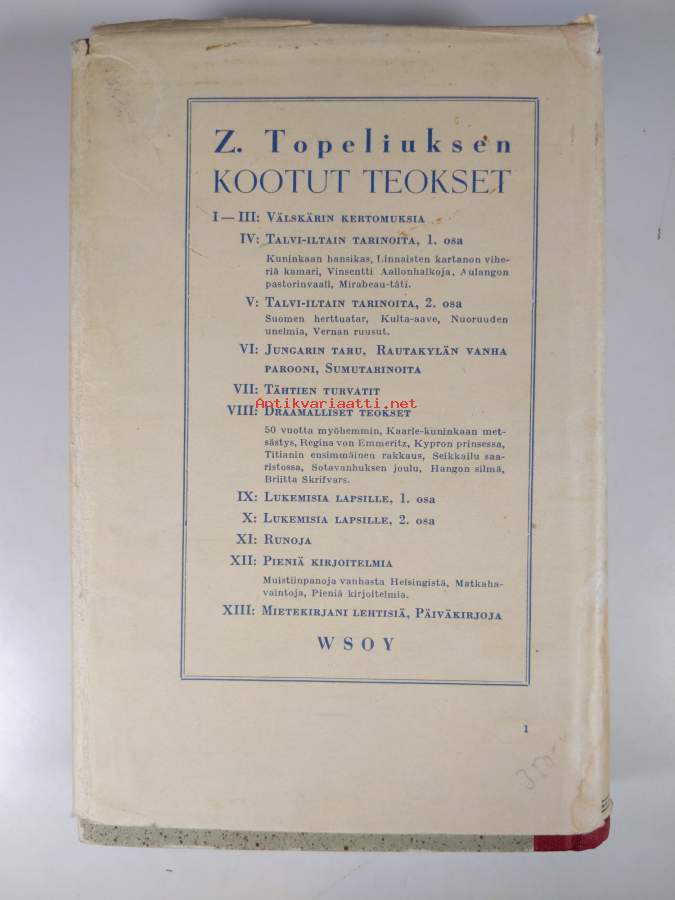 Z. Topeliuksen
KOOTUT TEOKSET
I—III: VÄLSKÄRIN KERTOMUKSIA
IV: TALVI-ILTAIN TARINOITA, 1. osa
Kuninkaan hansikas, Linnaisten kartanon vihe-
riä kamari, Vinsentti Aallonhalkoja, Aulangon
pastorinvaali, Mirabeau-täti.
V: TALVI-ILTAIN TARINOITA, 2. osa
Suomen herttuatar, Kulta-aave, Nuoruuden
unelmia, Vernan ruusut.
VI: JUNGARIN TARU, RAUTAKYLÄN VANHA
PAROONI, SUMUTARINOITA
VII: TÄHTIEN TURVATIT
Antikvariaatti.net
VIII: DRAAMALLISET TEOKSET
50 vuotta myöhemmin, Kaarle-kuninkaan met-
sästys, Regina von Emmeritz, Kypron prinsessa,
Titianin ensimmäinen rakkaus, Seikkailu saa-
ristossa, Sotavanhuksen joulu, Hangon silmä,
Briitta Skrifvars.
IX: LUKEMISIA LAPSILLE, 1. osa
X: LUKEMISIA LAPSILLE, 2. osa
XI: RUNOJA
XII: PIENIÄ KIRJOITELMIA
Muistiinpanoja vanhasta Helsingistä, Matkaha-
vaintoja, Pieniä kirjoitelmia.
XIII: MIETEKIRJANI LEHTISIÄ, PÄIVÄKIRJOJA
WSOY
1